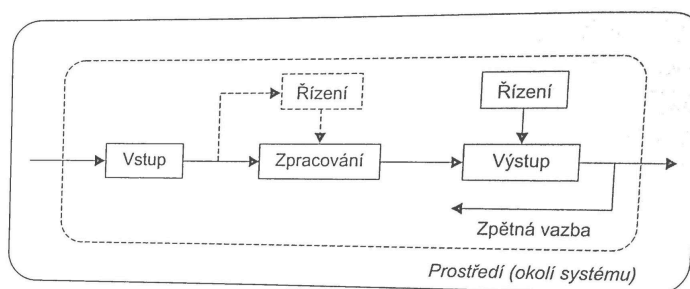 Řízení
Řízení
Vstup
Zpracování
Výstup
Zpětná vazba
Prostředí (okolí systému)